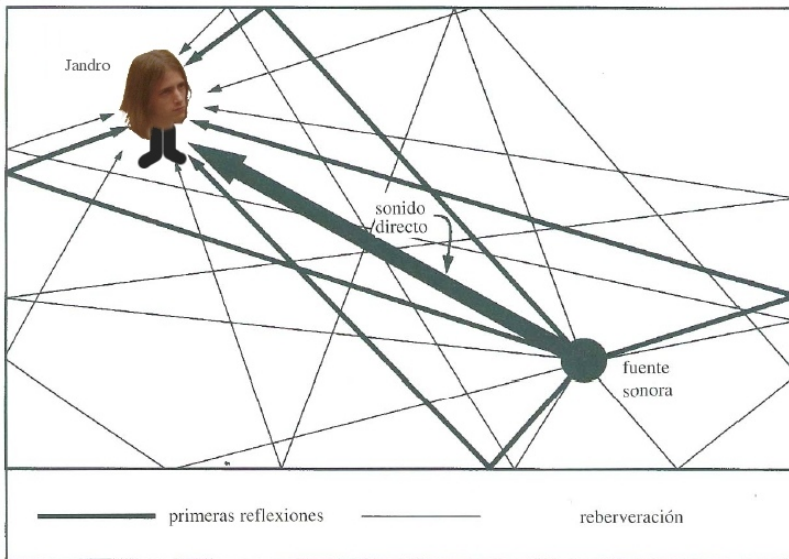 Jandro
sonido
directo
fuente
sonora
primeras reflexiones
reberveración